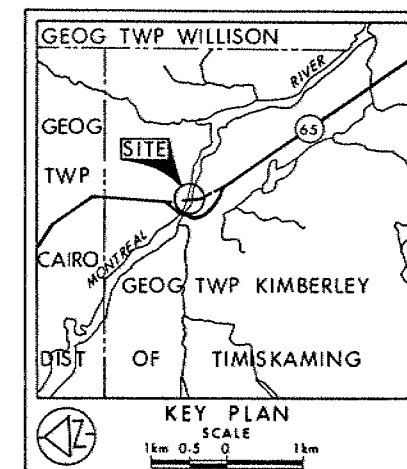 GEOG TWP WILLISON
RIVER
GEOG
TWP
65
SITE
CAIRO
MONTREAL
GEOG TWP KIMBERLEY
DIST OF TIMISKAMING
N
KEY PLAN
SCALE
1km 0·5 0 1km